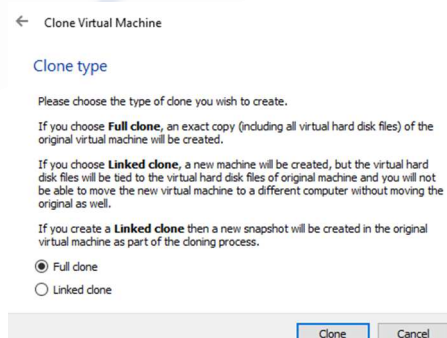 Clone Virtual Machine
Clone type
Please choose the type of clone you wish to create.
If you choose Full clone, an exact copy (including all virtual hard disk files) of the
original virtual machine will be created.
If you choose Linked clone, a new machine will be created, but the virtual hard
disk files will be tied to the virtual hard disk files of original machine and you will not
be able to move the new virtual machine to a different computer without moving the
original as well.
If you create a Linked clone then a new snapshot will be created in the original
virtual machine as part of the cloning process.
Full clone
Linked clone
Clone Cancel